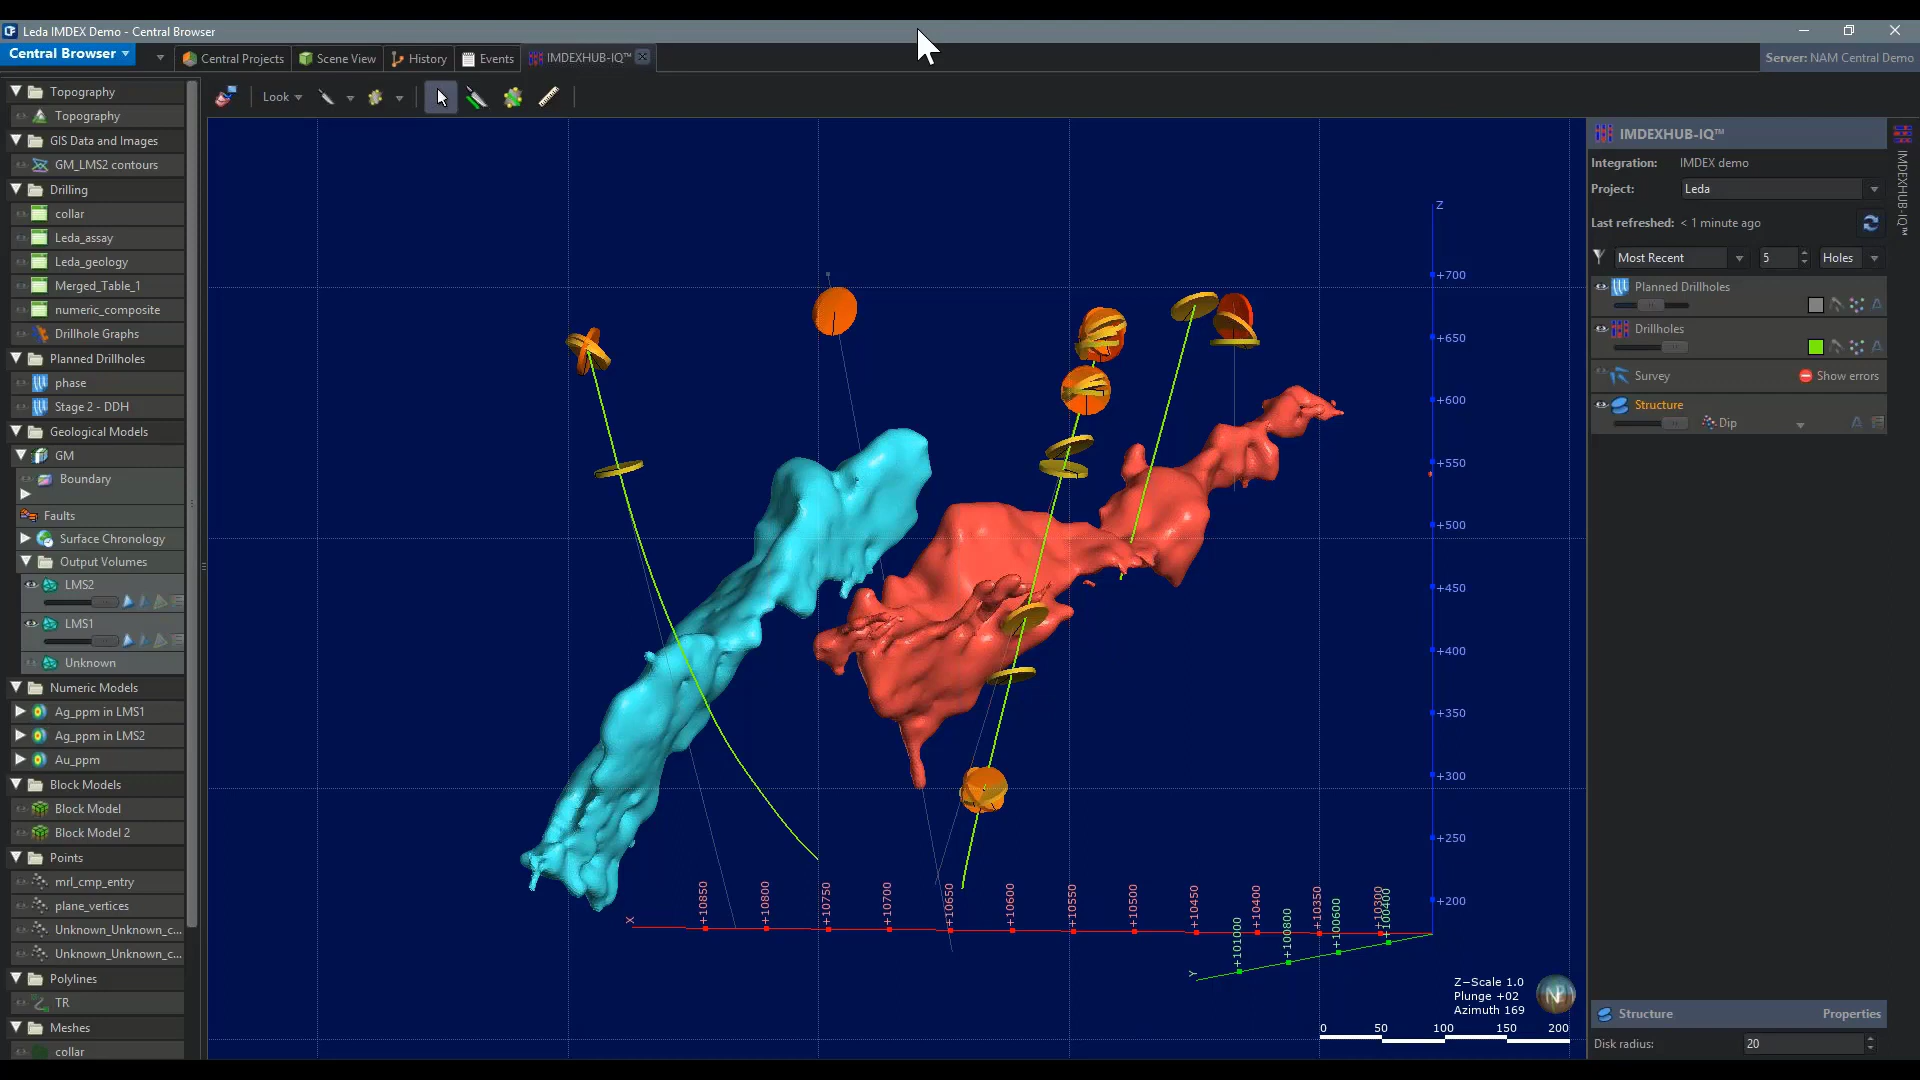 Leda IMDEX Demo - Central Browser
Central Browser
Central Projects
Scene View
History
Events
IMDEXHUB-IQ™
Server: NAM Central Demo
Look
Topography
Topography
GIS Data and Images
GM_LMS2 contours
Drilling
collar
Leda_assay
Leda_geology
Merged_Table_1
numeric_composite
Drillhole Graphs
Planned Drillholes
phase
Stage 2 - DDH
Geological Models
GM
Boundary
Faults
Surface Chronology
Output Volumes
LMS2
LMS1
Unknown
Numeric Models
Ag_ppm in LMS1
Ag_ppm in LMS2
Au_ppm
Block Models
Block Model
Block Model 2
Points
mrl_cmp_entry
plane_vertices
Unknown_Unknown_c...
Unknown_Unknown_c...
Polylines
TR
Meshes
collar
Z
+700
+650
+600
+550
+500
+450
+400
+350
+300
+250
+200
X
+10850
+10800
+10750
+10700
+10650
+10600
+10550
+10500
+10450
+10400
+10350
+10300
Y
+101000
+100800
+100600
+100400
Z-Scale 1.0
Plunge +02
Azimuth 169
N
0 50 100 150 200
IMDEXHUB-IQ™
Integration: IMDEX demo
Project: Leda
Last refreshed: < 1 minute ago
Most Recent 5 Holes
Planned Drillholes
Drillholes
Survey Show errors
Structure
Dip
IMDEXHUB-IQ™
Structure Properties
Disk radius: 20